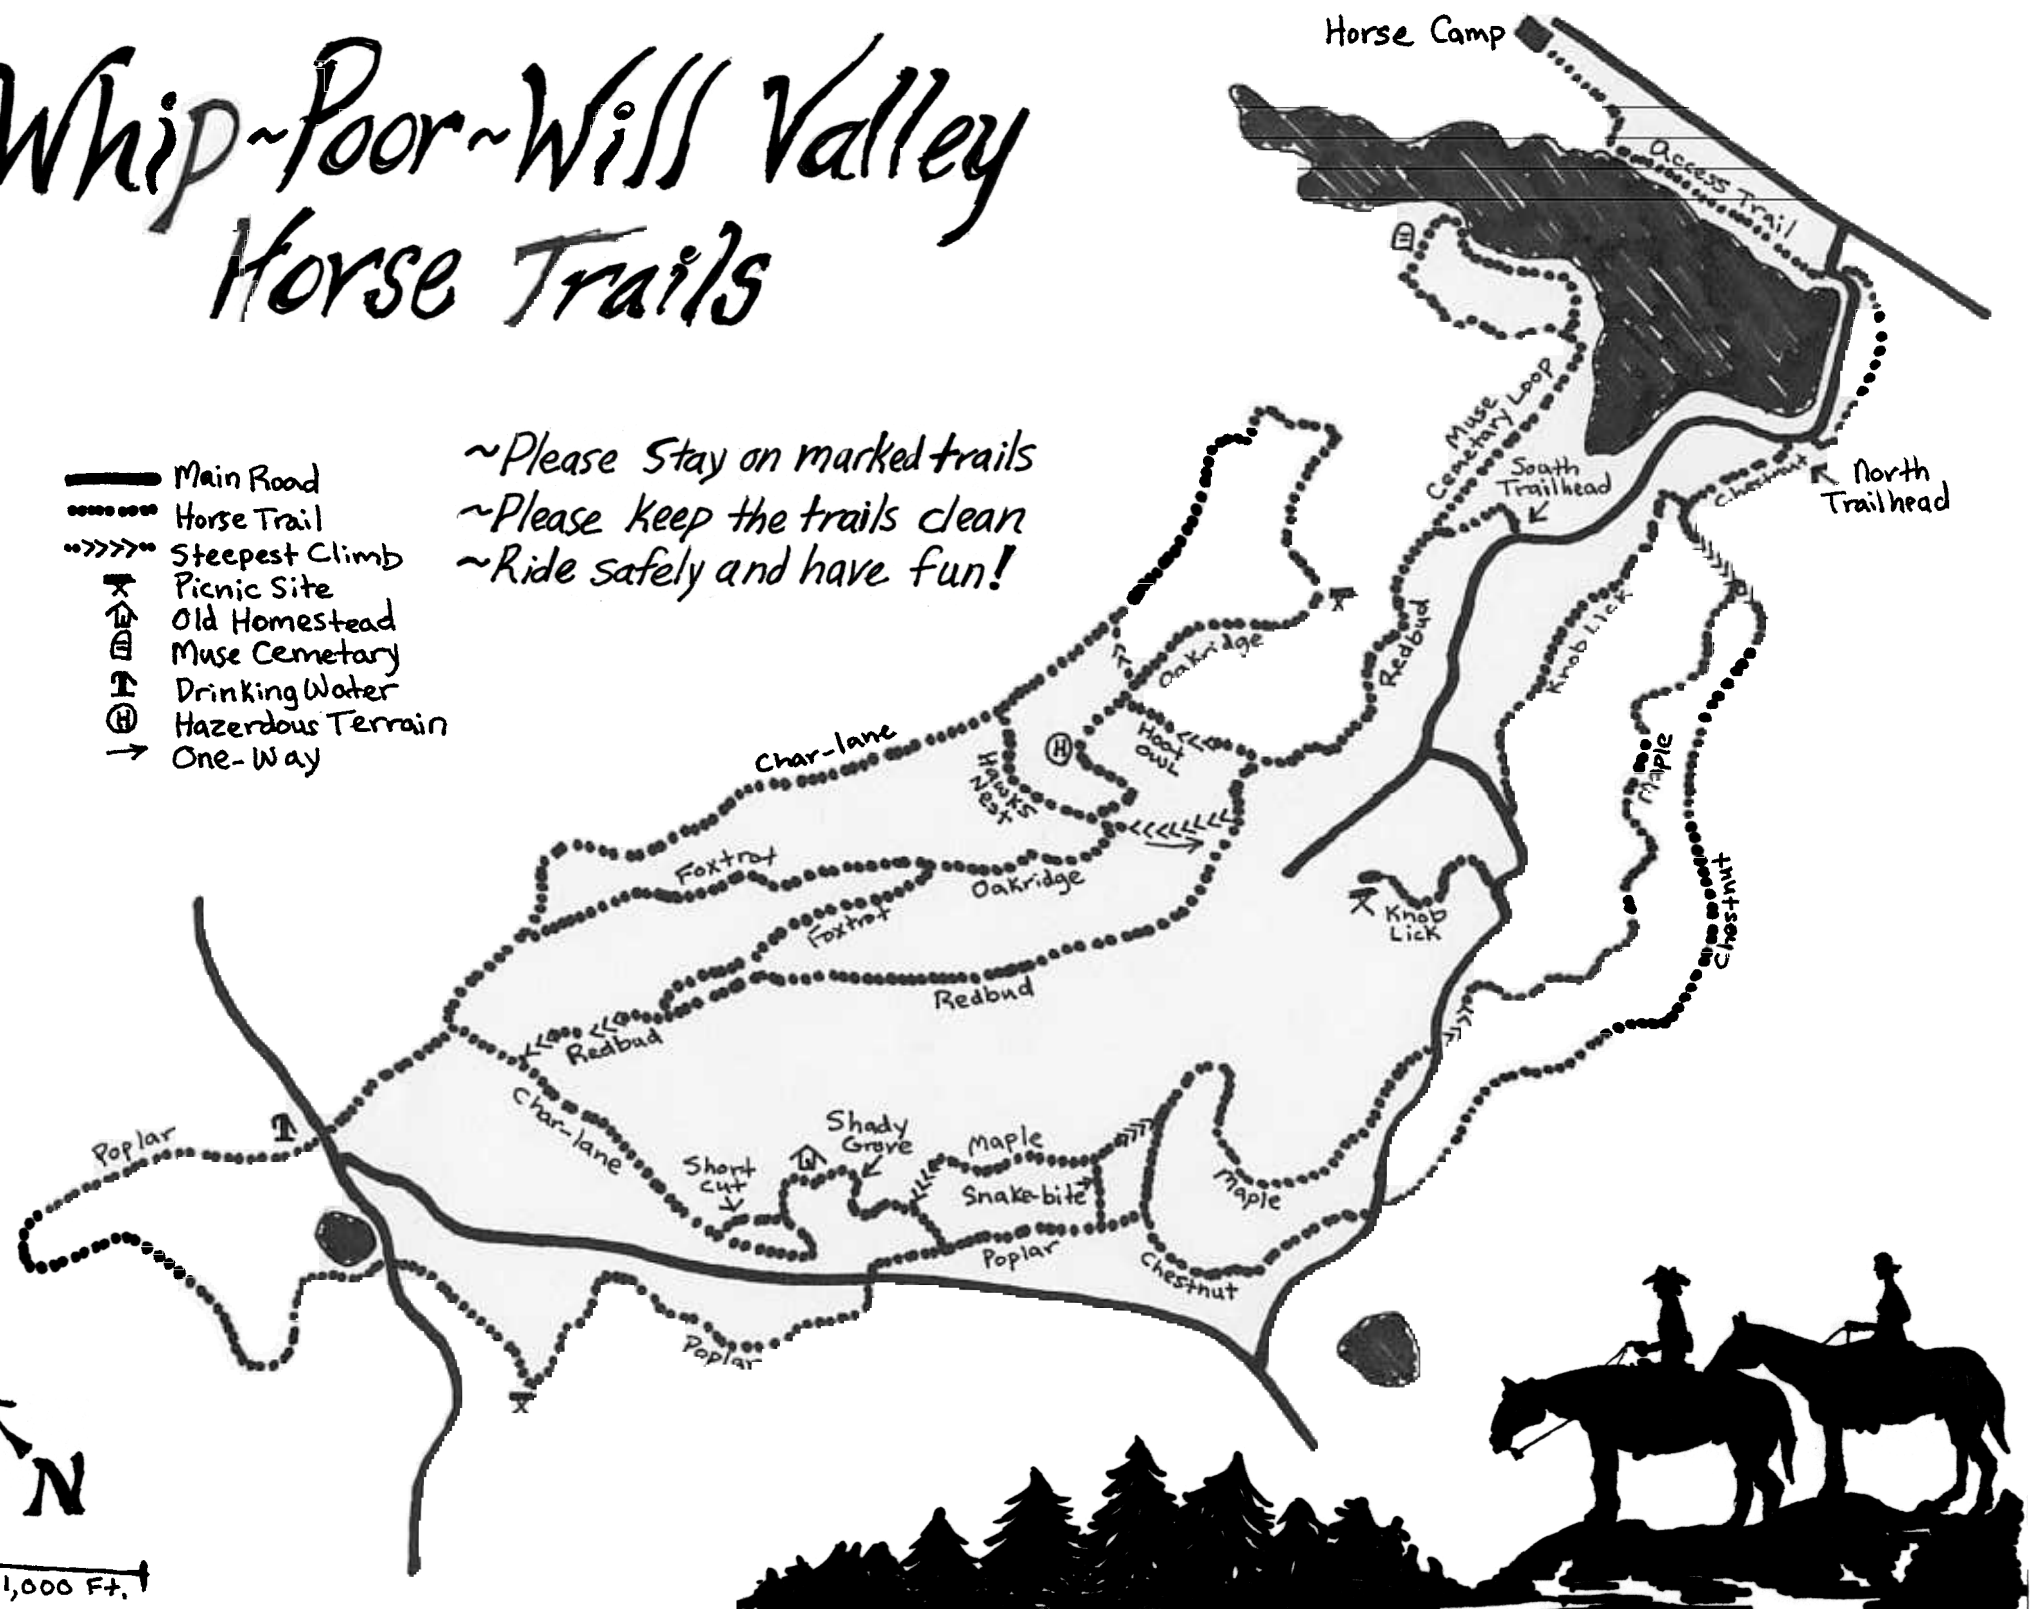 Whip~Poor~Will Valley
Horse Trails
Horse Camp
Access Trail
Main Road
Horse Trail
Steepest Climb
Picnic Site
Old Homestead
Muse Cemetary
Drinking Water
H
Hazerdous Terrain
One-Way
~Please Stay on marked trails
~Please keep the trails clean
~Ride safely and have fun!
Muse
Cemetary Loop
South
Trailhead
Chestnut
North
Trailhead
Redbud
Knob Lick
Oakridge
Char-lane
Hoot
Owl
H
Hawks
Nest
Maple
Foxtrot
Oakridge
Foxtrot
Chestnut
Knob
Lick
Redbud
Redbud
Char-lane
Poplar
Shady
Grove
Short
cut
Maple
Snake-bite
Maple
Poplar
Chestnut
Poplar
N
1,000 Ft.